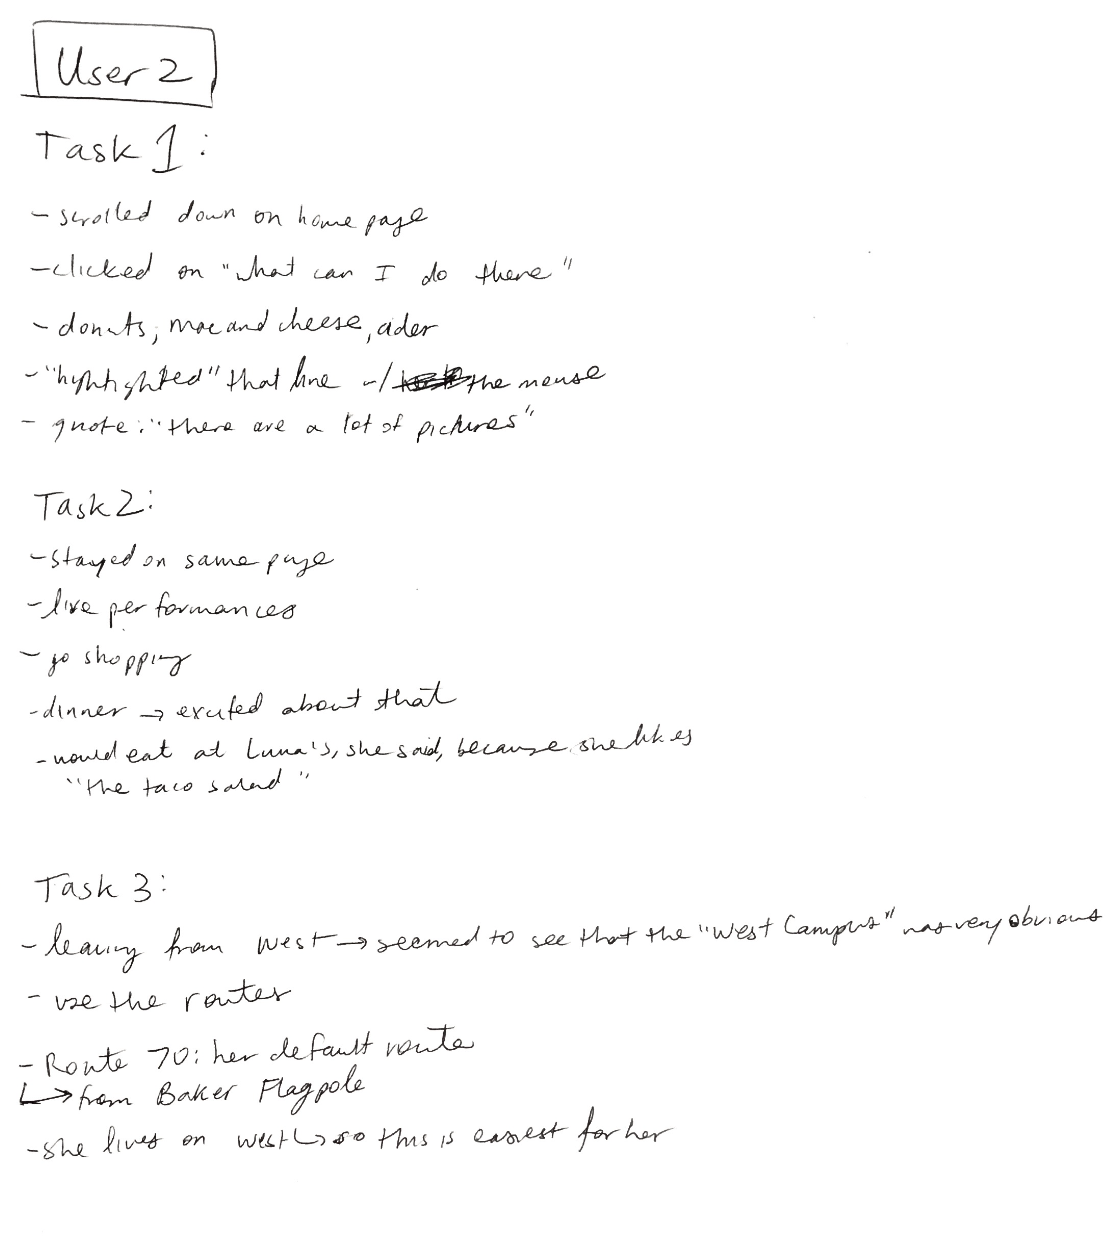 User 2
Task 1:
- scrolled down on home page
- clicked on "what can I do there"
- donuts, mac and cheese, cider
- "highlighted" that line w/ the mouse
- quote: "there are a lot of pictures"
Task 2:
- stayed on same page
- live performances
- go shopping
- dinner → excited about that
- would eat at Luna's, she said, because she likes
"the taco salad"
Task 3:
- leaving from west → seemed to see that the "West Campus" was very obvious
- use the routes
- Route 70: her default route
↳ from Baker Flagpole
- she lives on west ↳ so this is easiest for her